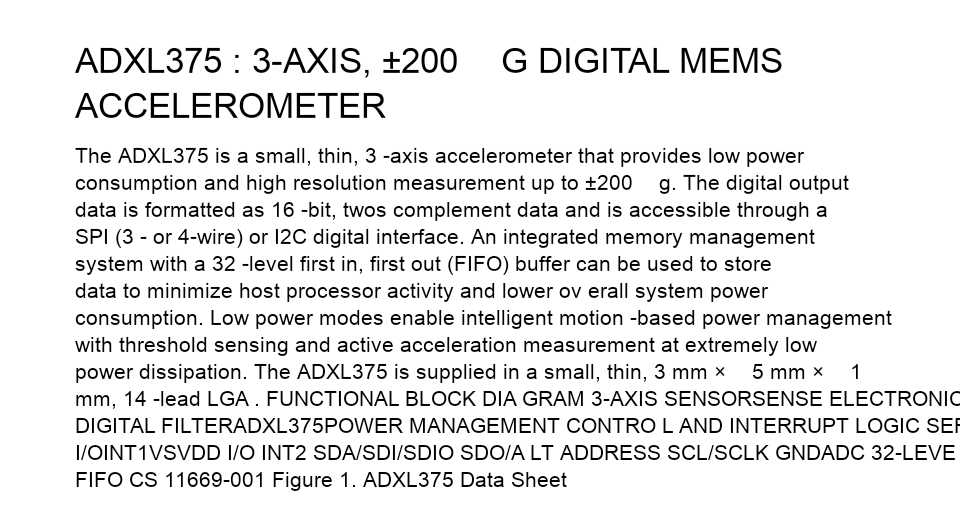 ADXL375 : 3-AXIS, ±200 G DIGITAL MEMS
ACCELEROMETER
The ADXL375 is a small, thin, 3 -axis accelerometer that provides low power
consumption and high resolution measurement up to ±200 g. The digital output
data is formatted as 16 -bit, twos complement data and is accessible through a
SPI (3 - or 4-wire) or I2C digital interface. An integrated memory management
system with a 32 -level first in, first out (FIFO) buffer can be used to store
data to minimize host processor activity and lower ov erall system power
consumption. Low power modes enable intelligent motion -based power management
with threshold sensing and active acceleration measurement at extremely low
power dissipation. The ADXL375 is supplied in a small, thin, 3 mm × 5 mm × 1
mm, 14 -lead LGA . FUNCTIONAL BLOCK DIA GRAM 3-AXIS SENSORSENSE ELECTRONIC
DIGITAL FILTERADXL375POWER MANAGEMENT CONTRO L AND INTERRUPT LOGIC SER
I/OINT1VSVDD I/O INT2 SDA/SDI/SDIO SDO/A LT ADDRESS SCL/SCLK GNDADC 32-LEVE
FIFO CS 11669-001 Figure 1. ADXL375 Data Sheet